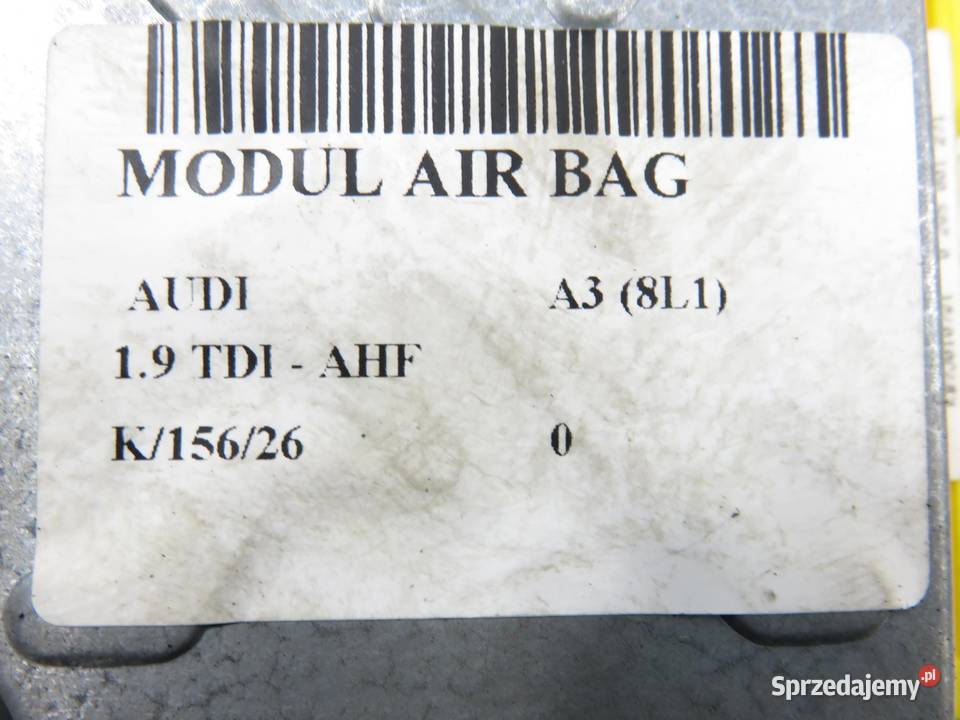 MODUL AIR BAG
AUDI A3 (8L1)
1.9 TDI - AHF
K/156/26 0
Sprzedajemy.pl